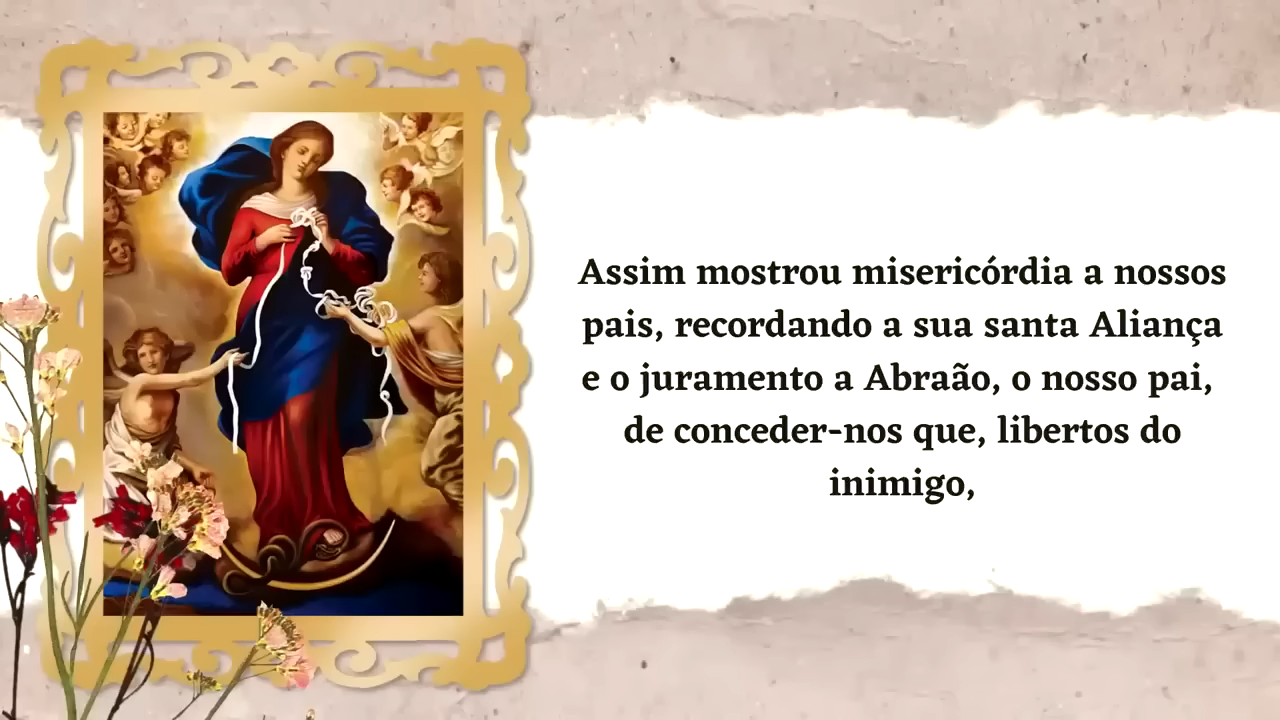 Assim mostrou misericórdia a nossos
pais, recordando a sua santa Aliança
e o juramento a Abraão, o nosso pai,
de conceder-nos que, libertos do
inimigo,